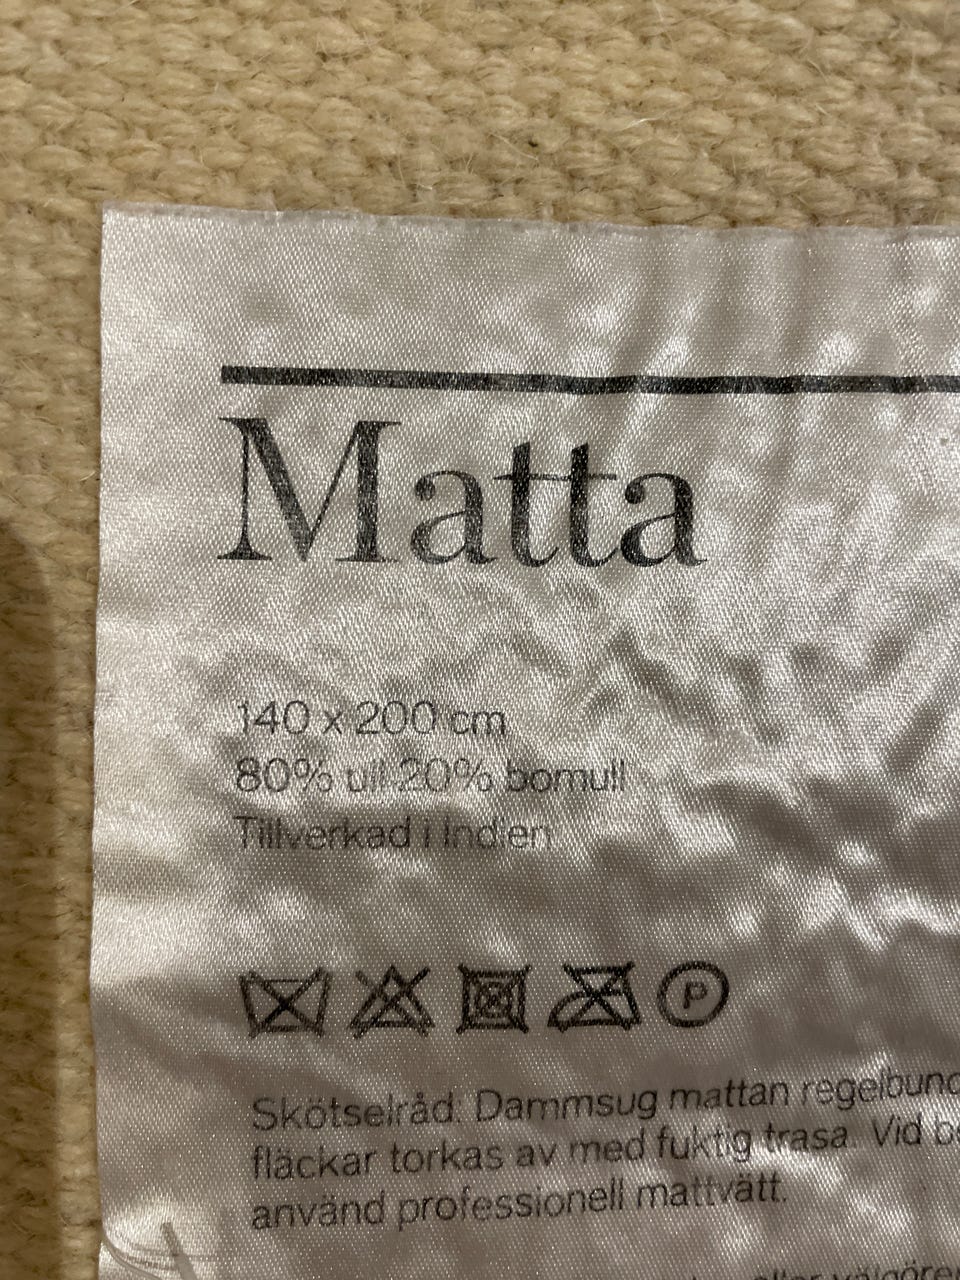 Matta
140 x 200 cm
80% ull 20% bomull
Tillverkad i Indien
P
Skötselråd: Dammsug mattan
fläckar torkas av med fuktig trasa. Vid
använd professionell mattvätt.